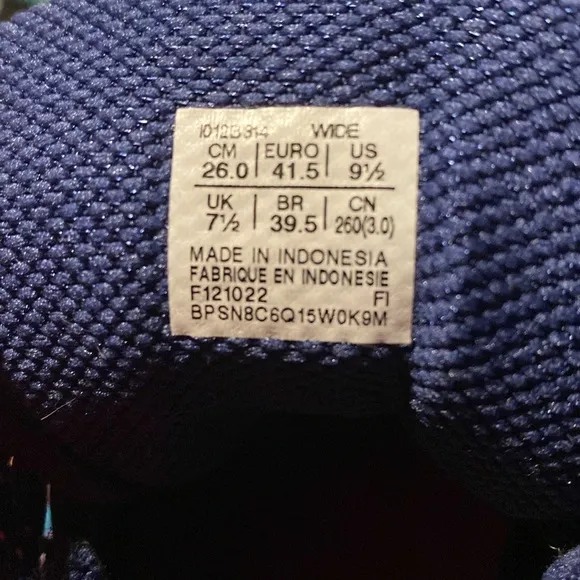 1012B314 WIDE
CM | EURO | US
26.0 | 41.5 | 9½
UK | BR | CN
7½ | 39.5 | 260(3.0)
MADE IN INDONESIA
FABRIQUE EN INDONESIE
F121022 FI
BPSN8C6Q15W0K9M